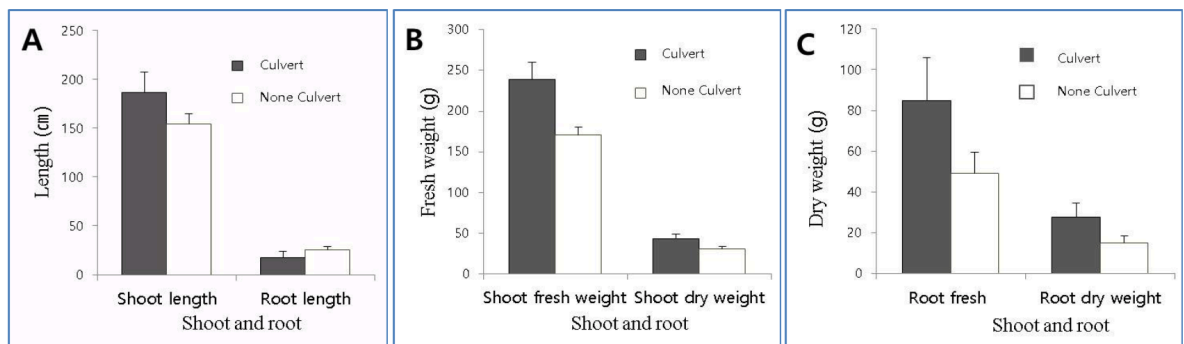 A
Length (㎝)
250
200
150
100
50
0
Culvert
None Culvert
Shoot length
Root length
Shoot and root
B
Fresh weight (g)
300
250
200
150
100
50
0
Culvert
None Culvert
Shoot fresh weight
Shoot dry weight
Shoot and root
C
Dry weight (g)
120
100
80
60
40
20
0
Culvert
None Culvert
Root fresh
Root dry weight
Shoot and root